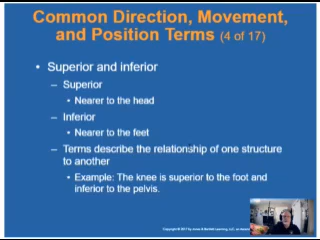 Common Direction, Movement,
and Position Terms (4 of 17)
• Superior and inferior
– Superior
• Nearer to the head
– Inferior
• Nearer to the feet
– Terms describe the relationship of one structure
to another
• Example: The knee is superior to the foot and
inferior to the pelvis.
Copyright © 2017 by Jones & Bartlett Learning, LLC, an Ascend